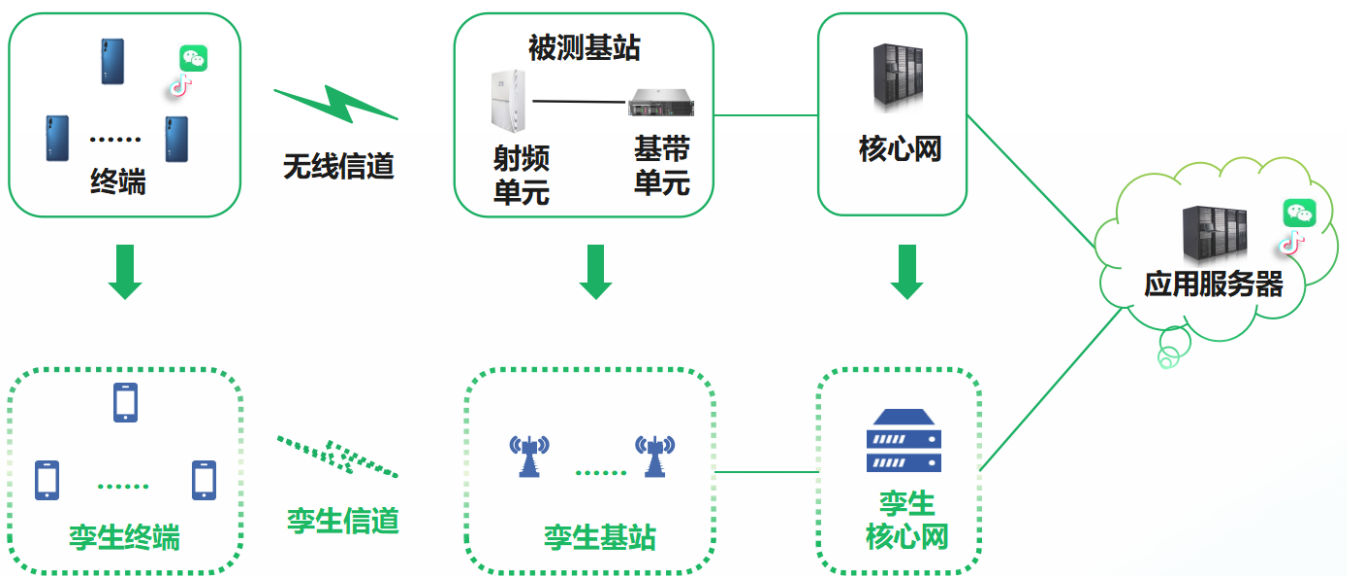 被测基站
终端
无线信道
射频
单元
基带
单元
核心网
应用服务器
孪生终端
孪生信道
孪生基站
孪生
核心网